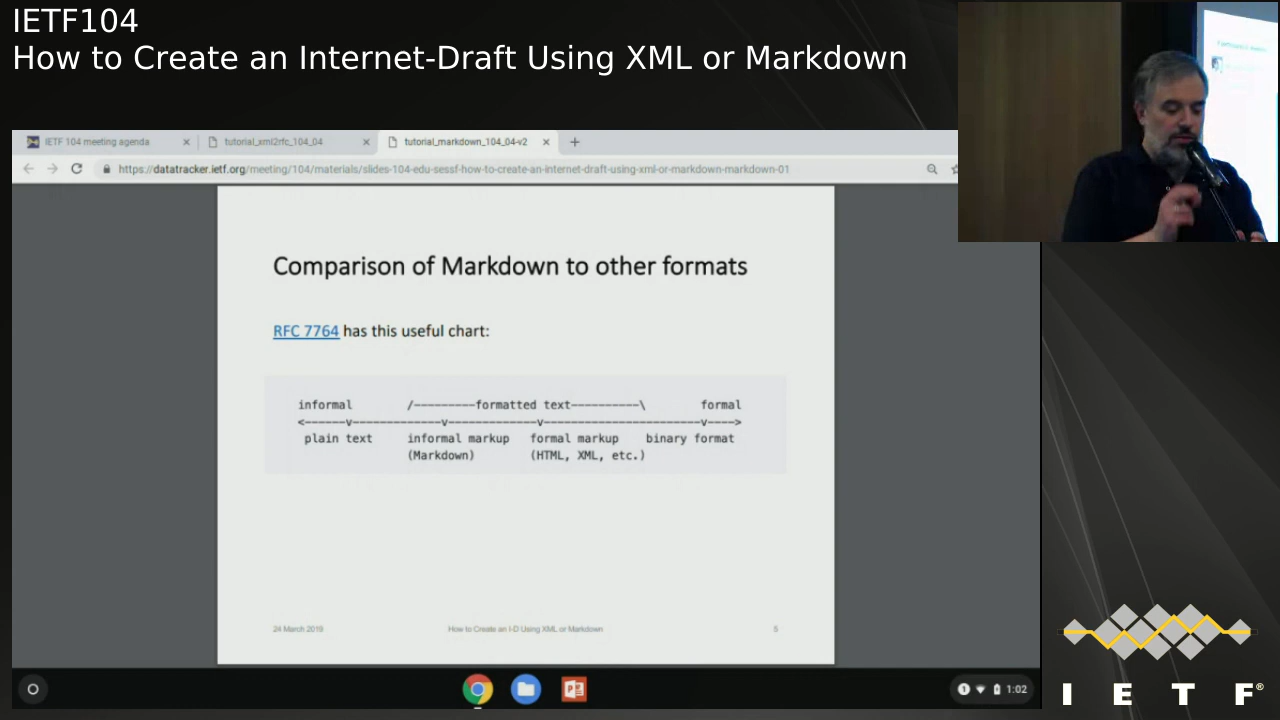 IETF104
How to Create an Internet-Draft Using XML or Markdown
IETF 104 meeting agenda
tutorial_xml2rfc_104_04
tutorial_markdown_104_04-v2
https://datatracker.ietf.org/meeting/104/materials/slides-104-edu-sessf-how-to-create-an-internet-draft-using-xml-or-markdown-markdown-01
Comparison of Markdown to other formats
RFC 7764 has this useful chart:
informal /---------formatted text----------\ formal
<------v-------------v-------------v-----------------------v---->
plain text informal markup formal markup binary format
(Markdown) (HTML, XML, etc.)
24 March 2019 How to Create an I-D Using XML or Markdown 5
1:02
I E T F®